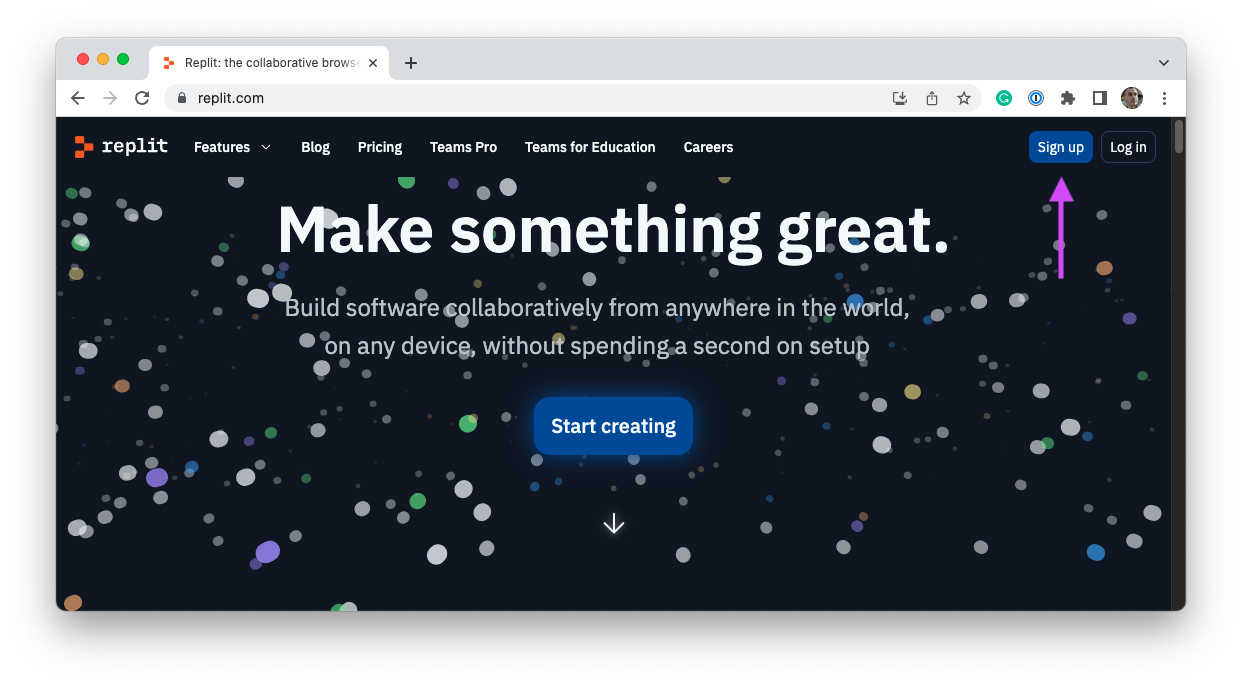 Replit: the collaborative brows
replit.com
replit
Features
Blog
Pricing
Teams Pro
Teams for Education
Careers
Sign up
Log in
Make something great.
Build software collaboratively from anywhere in the world,
on any device, without spending a second on setup
Start creating